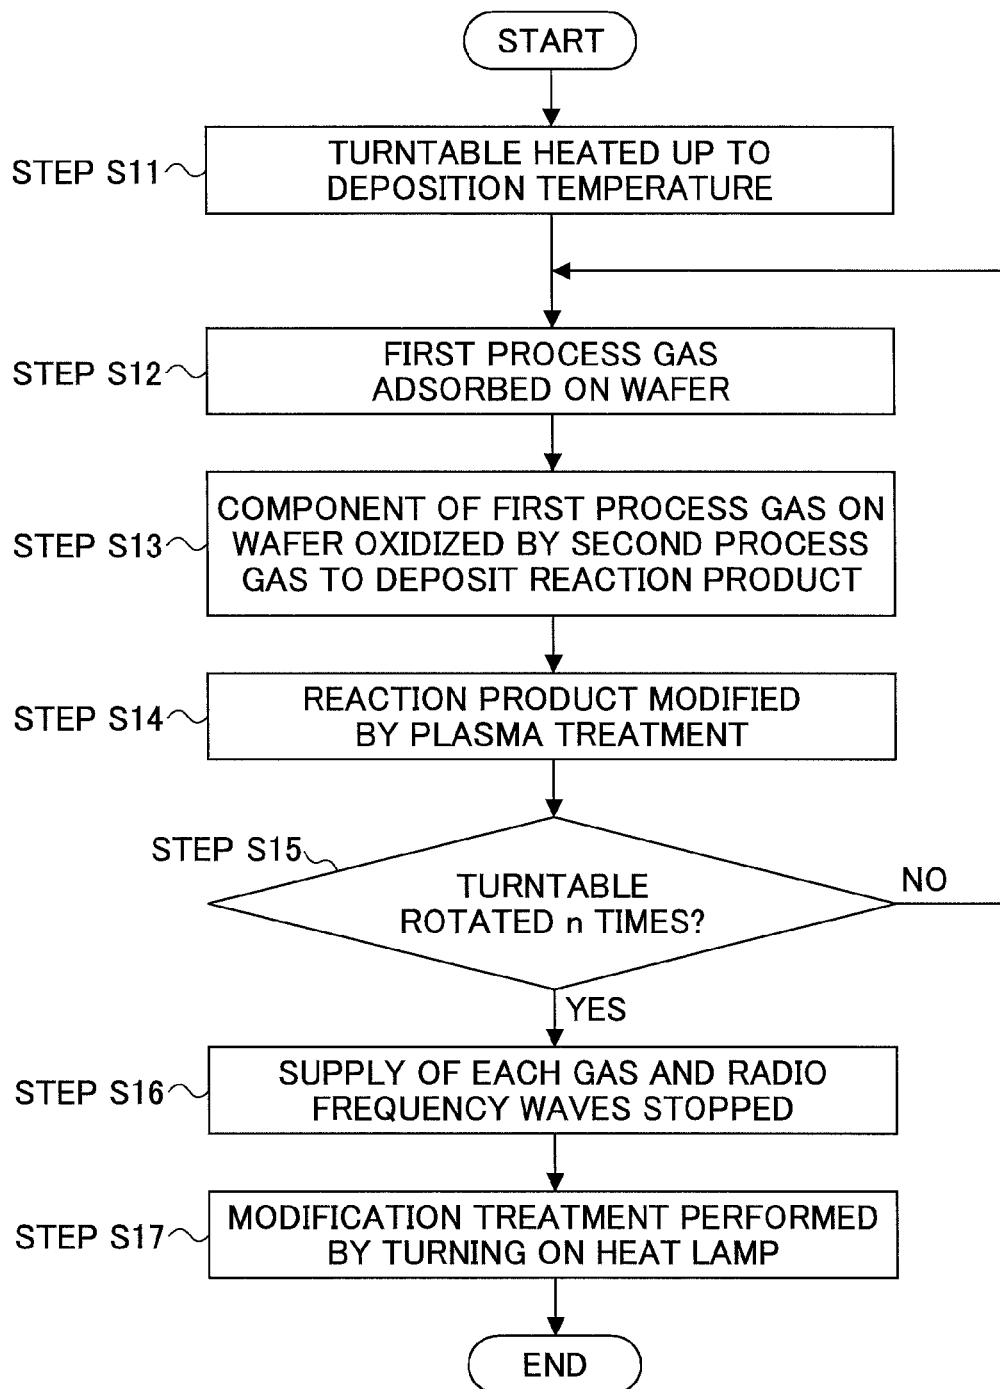 START
STEP S11
TURNTABLE HEATED UP TO
DEPOSITION TEMPERATURE
STEP S12
FIRST PROCESS GAS
ADSORBED ON WAFER
STEP S13
COMPONENT OF FIRST PROCESS GAS ON
WAFER OXIDIZED BY SECOND PROCESS
GAS TO DEPOSIT REACTION PRODUCT
STEP S14
REACTION PRODUCT MODIFIED
BY PLASMA TREATMENT
STEP S15
TURNTABLE
ROTATED n TIMES?
NO
YES
STEP S16
SUPPLY OF EACH GAS AND RADIO
FREQUENCY WAVES STOPPED
STEP S17
MODIFICATION TREATMENT PERFORMED
BY TURNING ON HEAT LAMP
END